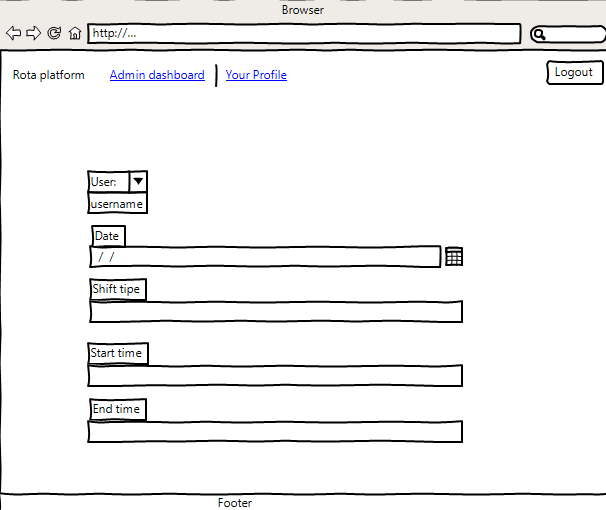 Browser
http://...
Rota platform Admin dashboard Your Profile Logout
User:
username
Date
/ /
Shift tipe
Start time
End time
Footer